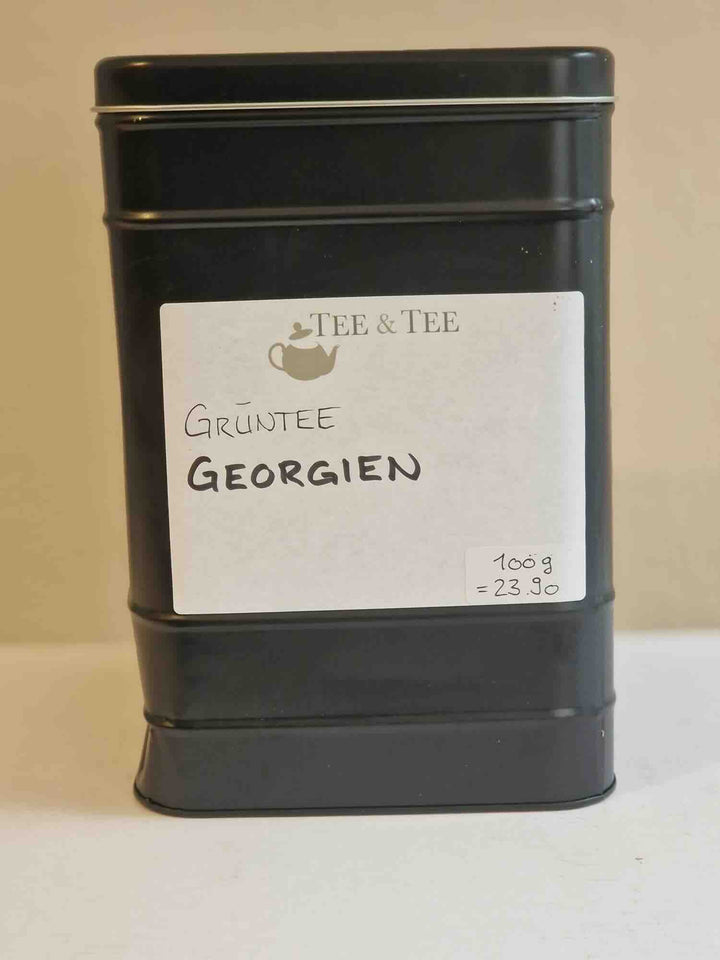 TEE & TEE
GRÜNTEE
GEORGIEN
100g
= 23.90